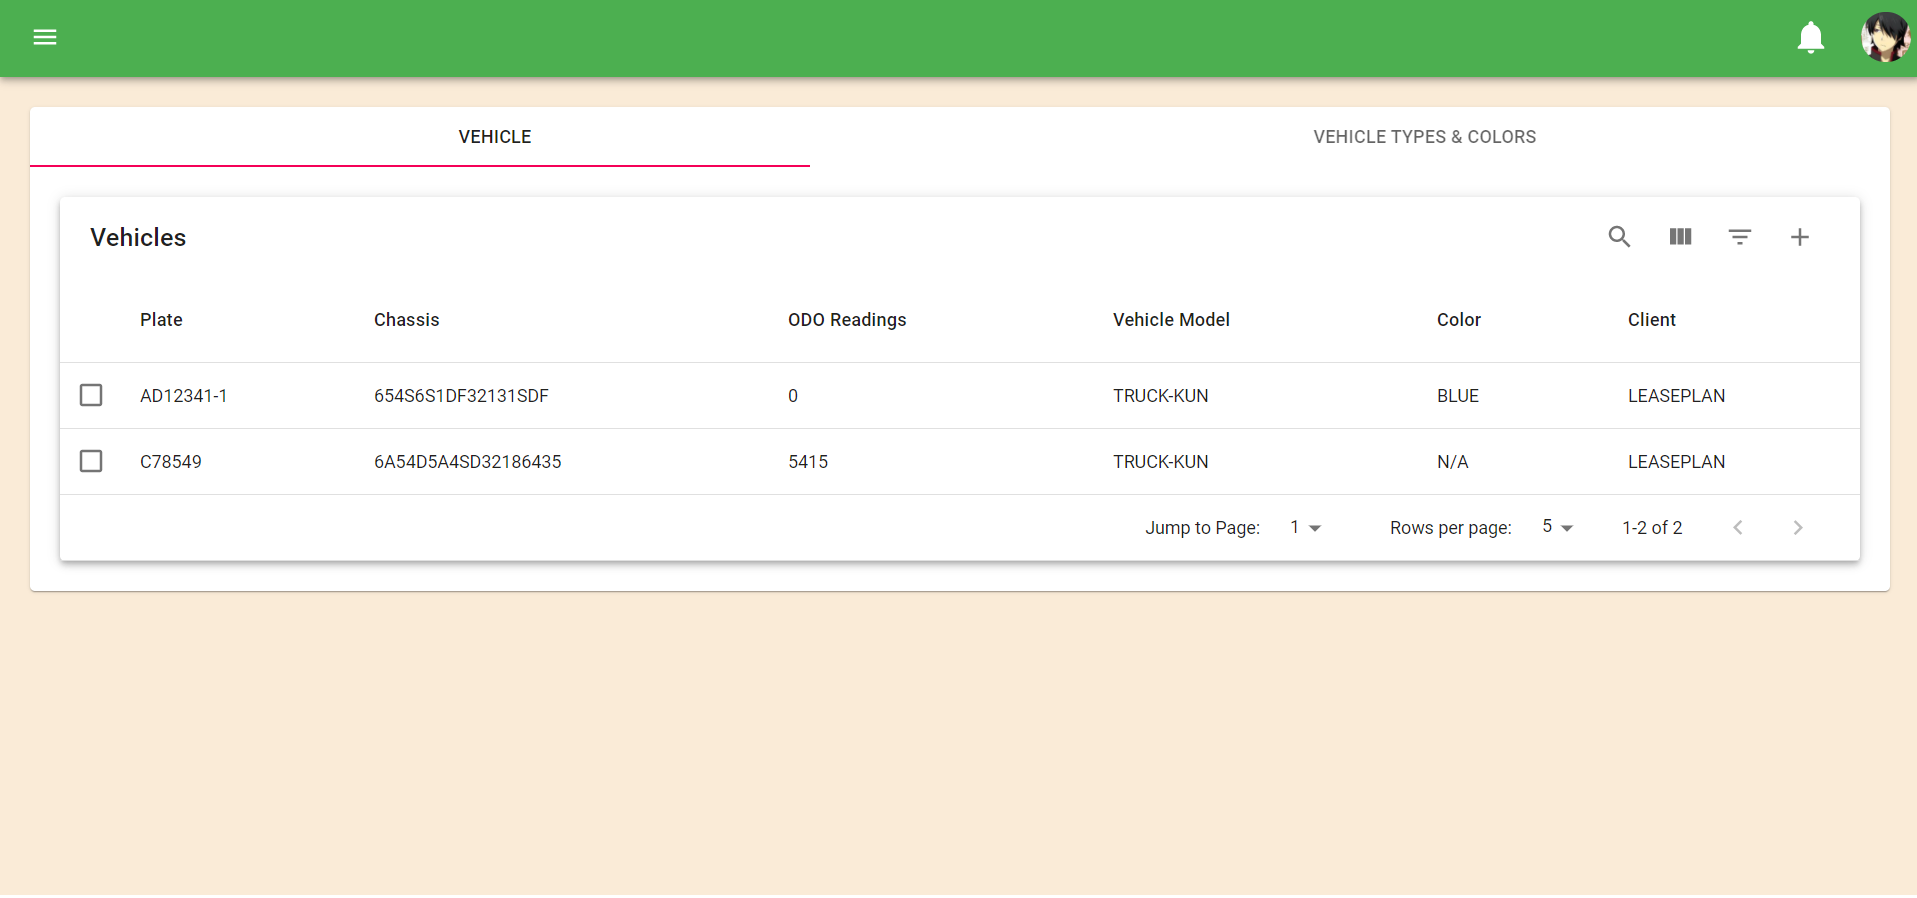 VEHICLE VEHICLE TYPES & COLORS
Vehicles
Plate Chassis ODO Readings Vehicle Model Color Client
AD12341-1 654S6S1DF32131SDF 0 TRUCK-KUN BLUE LEASEPLAN
C78549 6A54D5A4SD32186435 5415 TRUCK-KUN N/A LEASEPLAN
Jump to Page: 1 Rows per page: 5 1-2 of 2